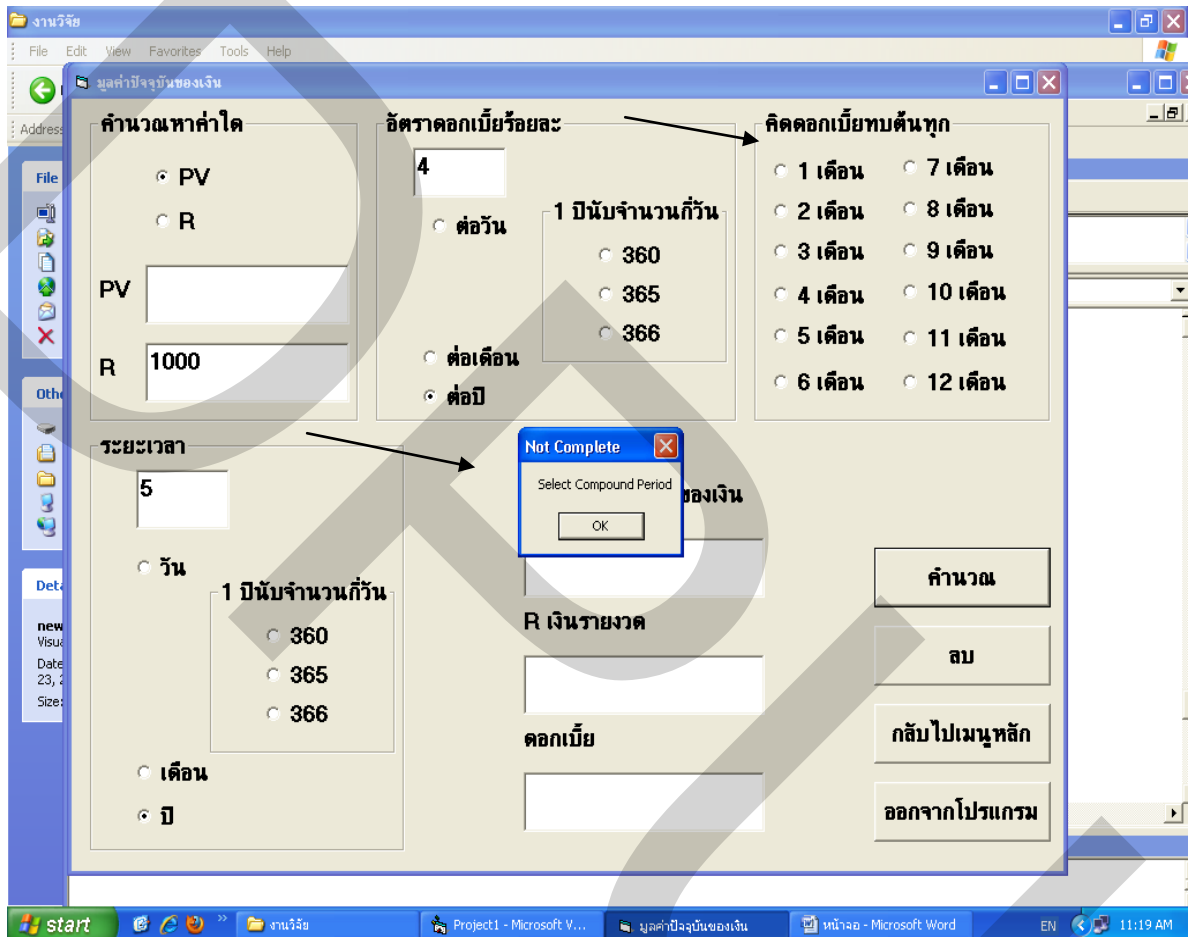 งานวิจัย
File Edit View Favorites Tools Help
Address
มูลค่าปัจจุบันของเงิน
คำนวณหาค่าใด
PV
R
PV
R 1000
อัตราดอกเบี้ยร้อยละ
4
ต่อวัน
1 ปีนับจำนวนกี่วัน
360
365
366
ต่อเดือน
ต่อปี
คิดดอกเบี้ยทบต้นทุก
1 เดือน 7 เดือน
2 เดือน 8 เดือน
3 เดือน 9 เดือน
4 เดือน 10 เดือน
5 เดือน 11 เดือน
6 เดือน 12 เดือน
ระยะเวลา
5
วัน
1 ปีนับจำนวนกี่วัน
360
365
366
เดือน
ปี
Not Complete
Select Compound Period
OK
ของเงิน
R เงินรายงวด
ดอกเบี้ย
คำนวณ
ลบ
กลับไปเมนูหลัก
ออกจากโปรแกรม
File
Othe
Deta
new
Visua
Date
23, 2
Size:
start
งานวิจัย
Project1 - Microsoft V...
มูลค่าปัจจุบันของเงิน
หน้าจอ - Microsoft Word
EN
11:19 AM